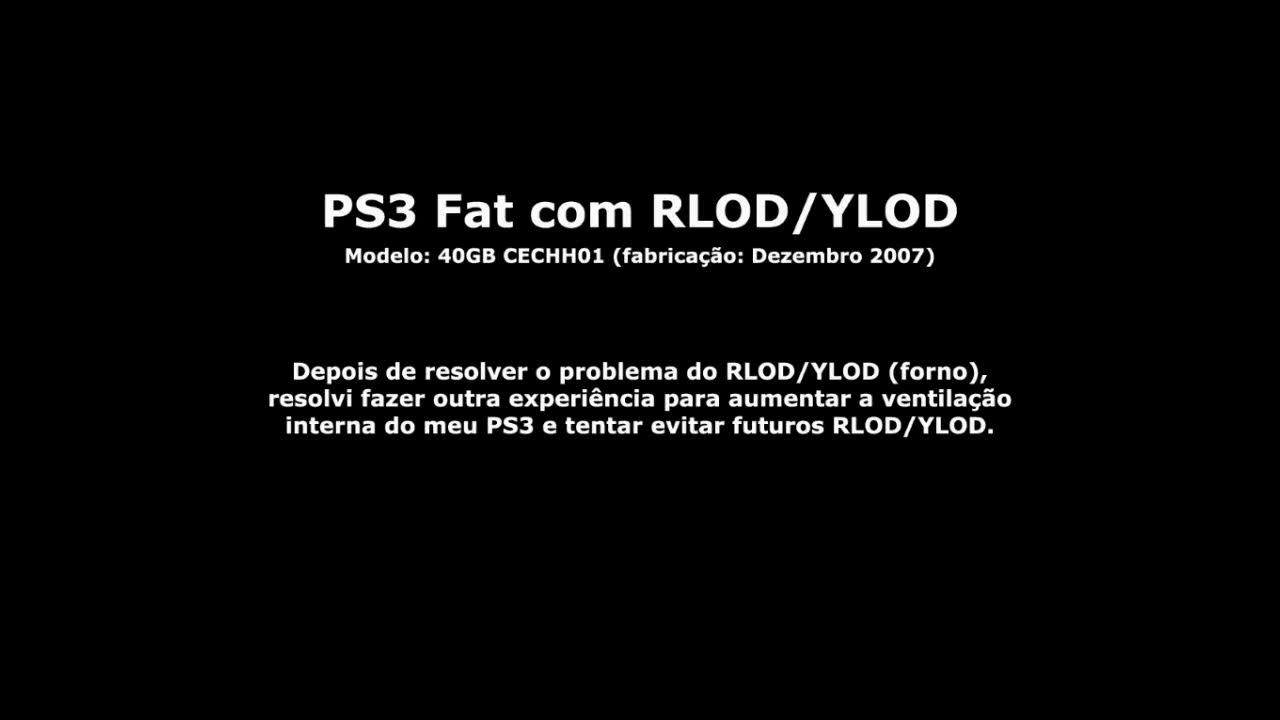 PS3 Fat com RLOD/YLOD
Modelo: 40GB CECHH01 (fabricação: Dezembro 2007)
Depois de resolver o problema do RLOD/YLOD (forno),
resolvi fazer outra experiência para aumentar a ventilação
interna do meu PS3 e tentar evitar futuros RLOD/YLOD.